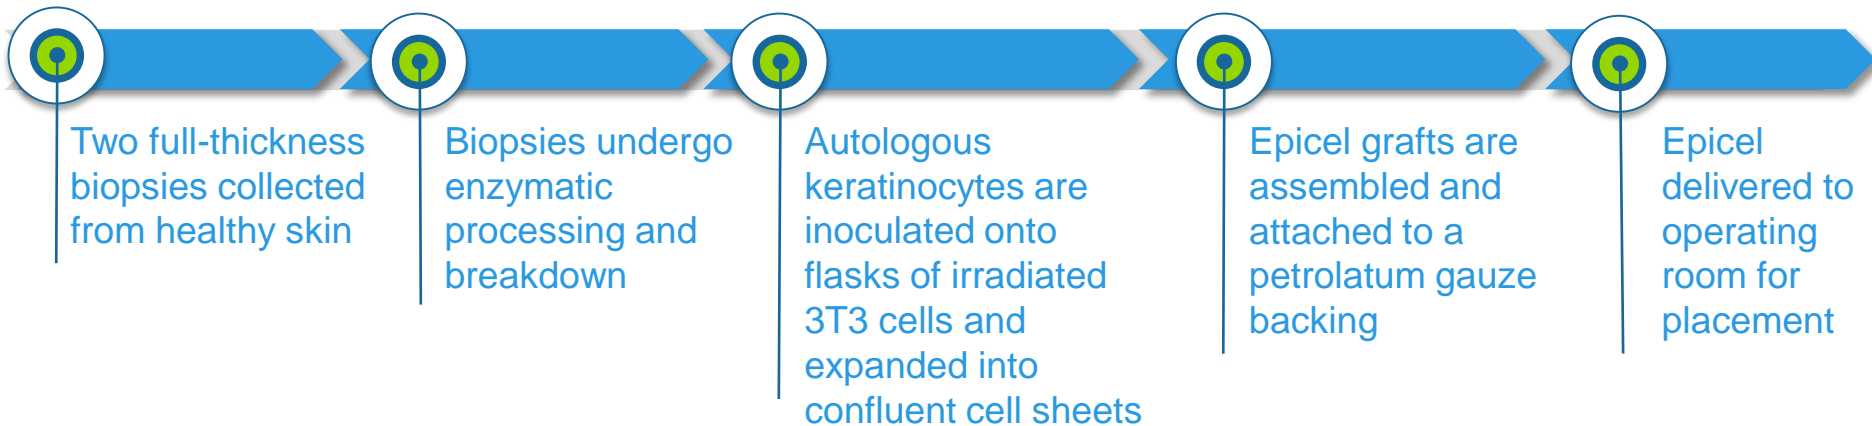 Two full-thickness
biopsies collected
from healthy skin
Biopsies undergo
enzymatic
processing and
breakdown
Autologous
keratinocytes are
inoculated onto
flasks of irradiated
3T3 cells and
expanded into
confluent cell sheets
Epicel grafts are
assembled and
attached to a
petrolatum gauze
backing
Epicel
delivered to
operating
room for
placement